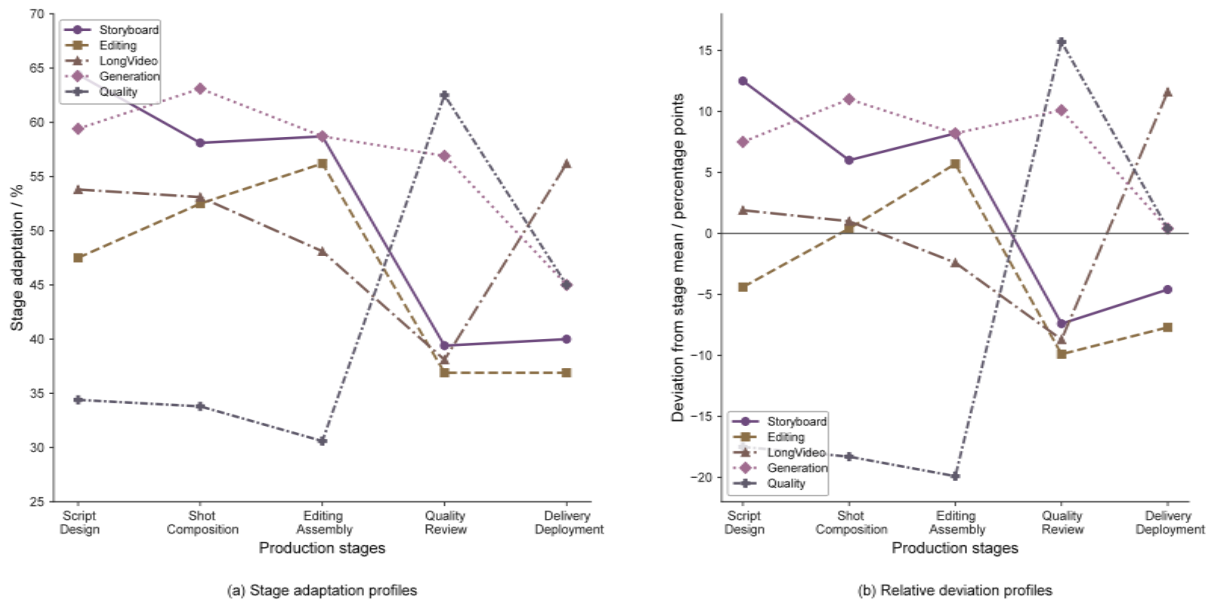 70
65
60
55
50
45
40
35
30
25
Stage adaptation / %
Storyboard
Editing
LongVideo
Generation
Quality
Script
Design
Shot
Composition
Editing
Assembly
Quality
Review
Delivery
Deployment
Production stages
(a) Stage adaptation profiles
15
10
5
0
−5
−10
−15
−20
Deviation from stage mean / percentage points
Storyboard
Editing
LongVideo
Generation
Quality
Script
Design
Shot
Composition
Editing
Assembly
Quality
Review
Delivery
Deployment
Production stages
(b) Relative deviation profiles